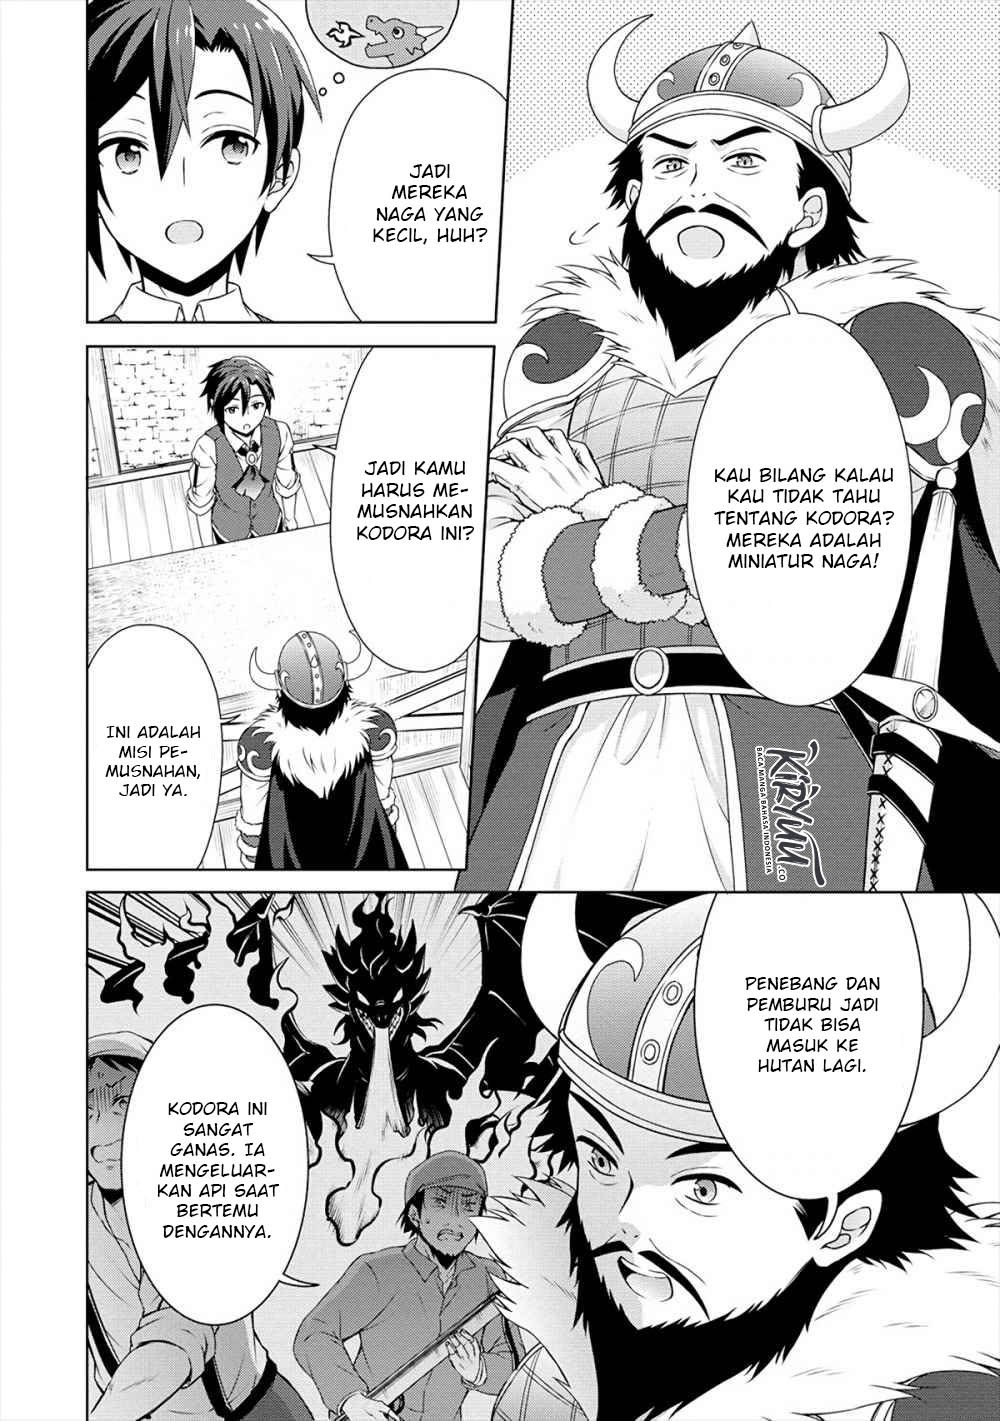 KAU BILANG KALAU
KAU TIDAK TAHU
TENTANG KODORA?
MEREKA ADALAH
MINIATUR NAGA!
JADI
MEREKA
NAGA YANG
KECIL, HUH?
JADI KAMU
HARUS ME-
MUSNAHKAN
KODORA INI?
INI ADALAH
MISI PE-
MUSNAHAN,
JADI YA.
KIRYUU.CO
BACA MANGA BAHASA INDONESIA
PENEBANG DAN
PEMBURU JADI
TIDAK BISA
MASUK KE
HUTAN LAGI.
KODORA INI
SANGAT
GANAS. IA
MENGELUAR-
KAN API SAAT
BERTEMU
DENGANNYA.